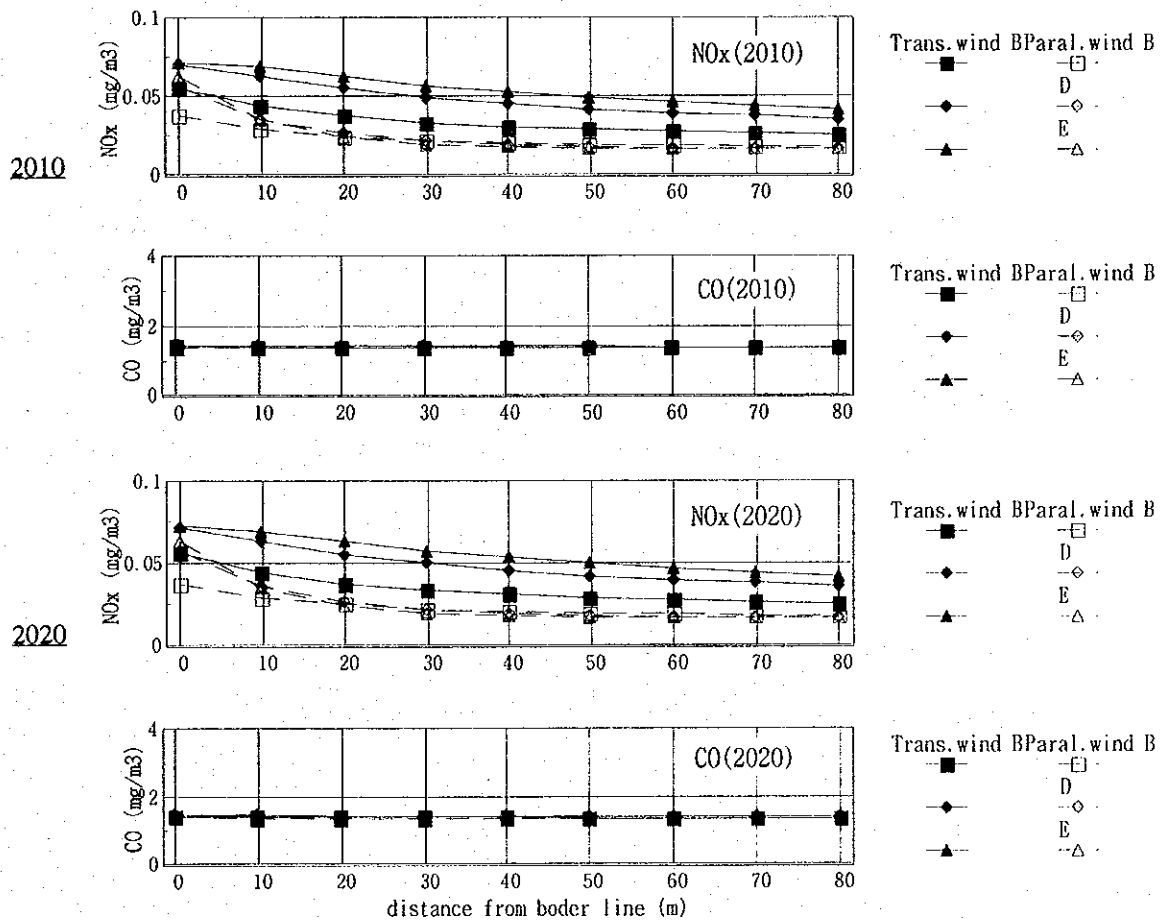 2010
0.1
0.05
0
NOx (mg/m3)
NOx(2010)
0 10 20 30 40 50 60 70 80
Trans.wind BParal.wind B
D
E
4
2
0
CO (mg/m3)
CO(2010)
0 10 20 30 40 50 60 70 80
Trans.wind BParal.wind B
D
E
2020
0.1
0.05
0
NOx (mg/m3)
NOx(2020)
0 10 20 30 40 50 60 70 80
Trans.wind BParal.wind B
D
E
4
2
0
CO (mg/m3)
CO(2020)
0 10 20 30 40 50 60 70 80
distance from boder line (m)
Trans.wind BParal.wind B
D
E